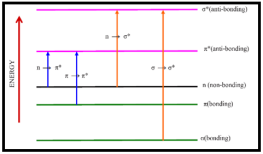 σ*(anti-bonding)
π*(anti-bonding)
n → σ*
n → π*
π → π*
σ → σ*
n (non-bonding)
π(bonding)
σ(bonding)
ENERGY